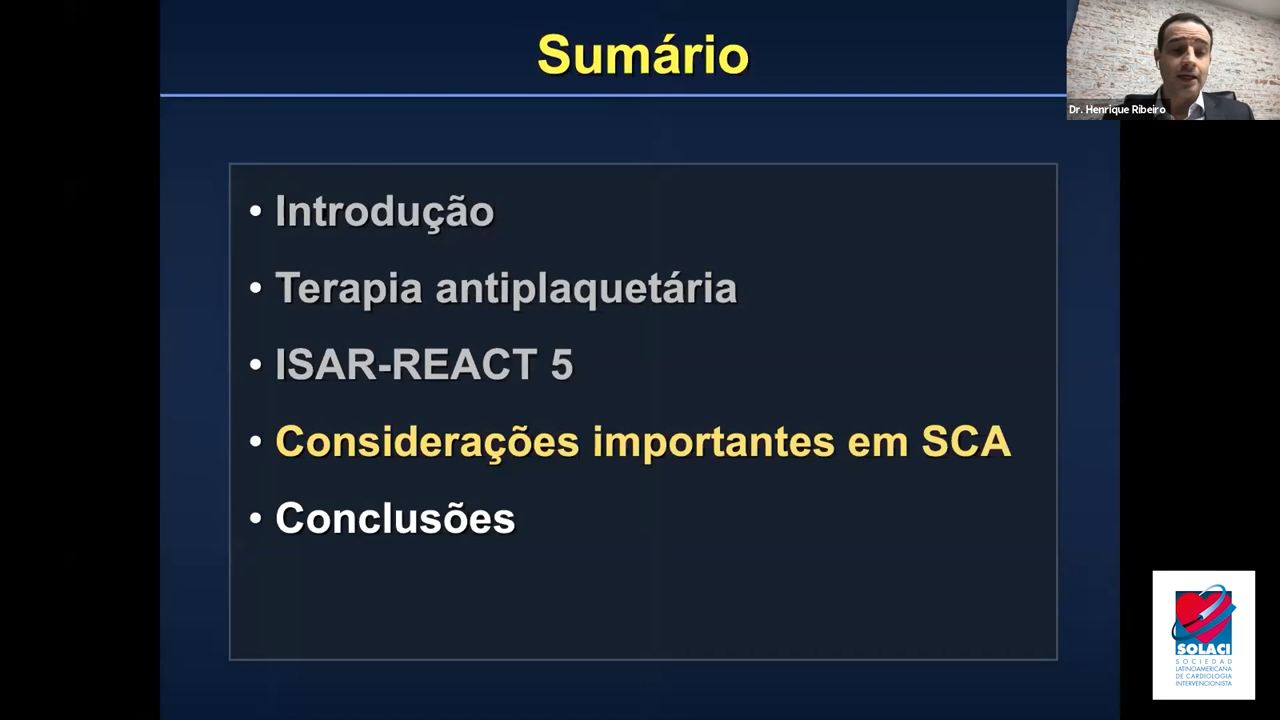 Sumário
Dr. Henrique Ribeiro
• Introdução
• Terapia antiplaquetária
• ISAR-REACT 5
• Considerações importantes em SCA
• Conclusões
SOLACI
SOCIEDAD
LATINOAMERICANA
DE CARDIOLOGIA
INTERVENCIONISTA